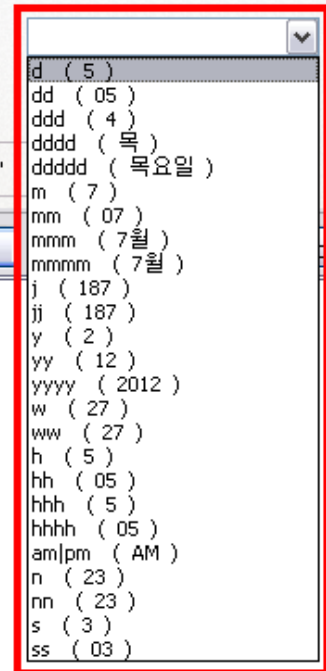 d ( 5 )
dd ( 05 )
ddd ( 4 )
dddd ( 목 )
ddddd ( 목요일 )
m ( 7 )
mm ( 07 )
mmm ( 7월 )
mmmm ( 7월 )
j ( 187 )
jj ( 187 )
y ( 2 )
yy ( 12 )
yyyy ( 2012 )
w ( 27 )
ww ( 27 )
h ( 5 )
hh ( 05 )
hhh ( 5 )
hhhh ( 05 )
am|pm ( AM )
n ( 23 )
nn ( 23 )
s ( 3 )
ss ( 03 )